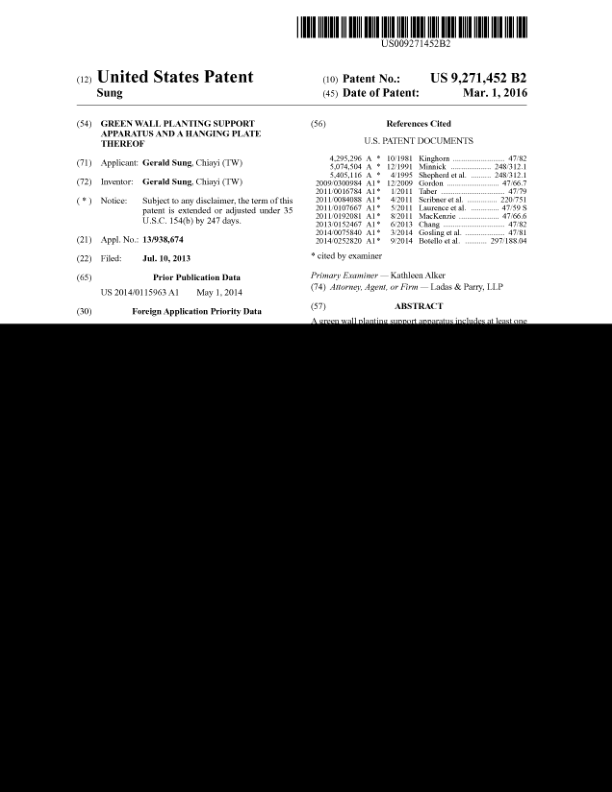 US009271452B2
(12) United States Patent
Sung
(10) Patent No.: US 9,271,452 B2
(45) Date of Patent: Mar. 1, 2016
(54) GREEN WALL PLANTING SUPPORT
APPARATUS AND A HANGING PLATE
THEREOF
(71) Applicant: Gerald Sung, Chiayi (TW)
(72) Inventor: Gerald Sung, Chiayi (TW)
( * ) Notice: Subject to any disclaimer, the term of this
patent is extended or adjusted under 35
U.S.C. 154(b) by 247 days.
(21) Appl. No.: 13/938,674
(22) Filed: Jul. 10, 2013
(65) Prior Publication Data
US 2014/0115963 A1 May 1, 2014
(30) Foreign Application Priority Data
(56) References Cited
U.S. PATENT DOCUMENTS
4,295,296 A * 10/1981 Kinghorn ..................... 47/82
5,074,504 A * 12/1991 Minnick ................ 248/312.1
5,405,116 A * 4/1995 Shepherd et al. ........ 248/312.1
2009/0300984 A1* 12/2009 Gordon ...................... 47/66.7
2011/0016784 A1* 1/2011 Taber ........................... 47/79
2011/0084088 A1* 4/2011 Scribner et al. ............ 220/751
2011/0107667 A1* 5/2011 Laurence et al. ........... 47/59 S
2011/0192081 A1* 8/2011 MacKenzie ................ 47/66.6
2013/0152467 A1* 6/2013 Chang .......................... 47/82
2014/0075840 A1* 3/2014 Gosling et al. ................ 47/81
2014/0252820 A1* 9/2014 Botello et al. .......... 297/188.04
* cited by examiner
Primary Examiner — Kathleen Alker
(74) Attorney, Agent, or Firm — Ladas & Parry, LLP
(57) ABSTRACT
A green wall planting support apparatus includes at least one